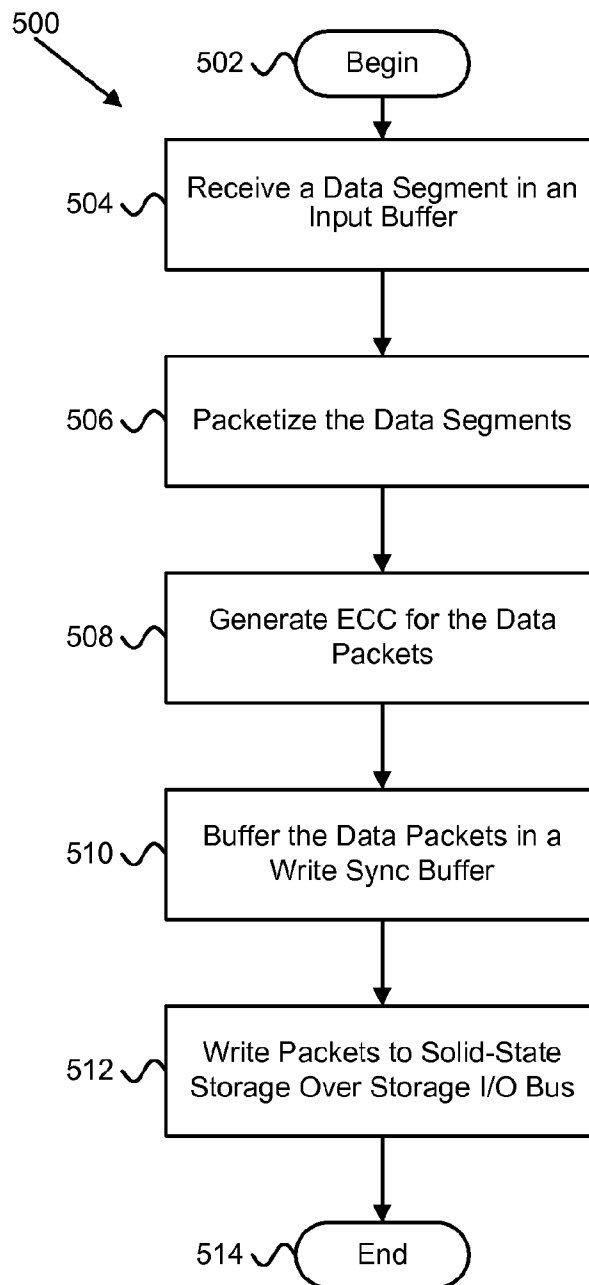 500
502
Begin
504
Receive a Data Segment in an
Input Buffer
506
Packetize the Data Segments
508
Generate ECC for the Data
Packets
510
Buffer the Data Packets in a
Write Sync Buffer
512
Write Packets to Solid-State
Storage Over Storage I/O Bus
514
End